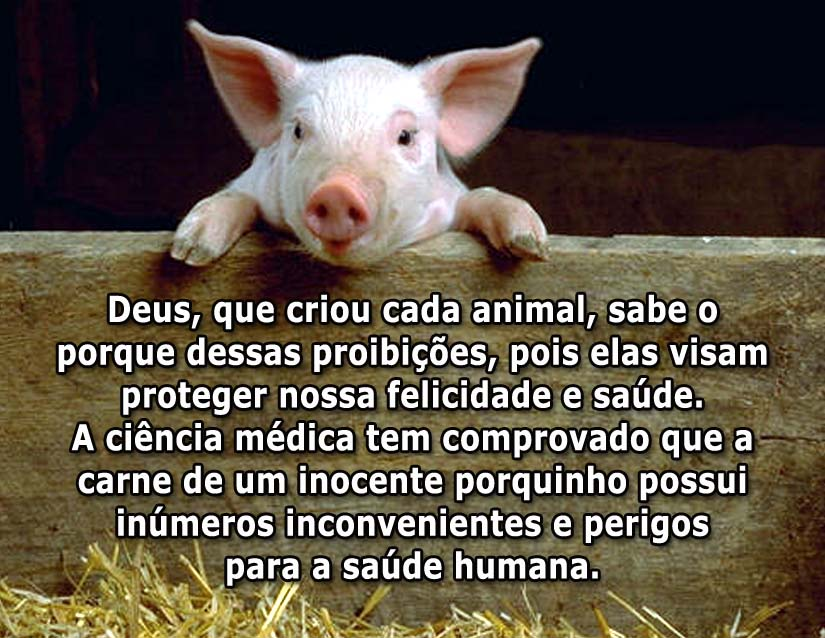 Deus, que criou cada animal, sabe o
porque dessas proibições, pois elas visam
proteger nossa felicidade e saúde.
A ciência médica tem comprovado que a
carne de um inocente porquinho possui
inúmeros inconvenientes e perigos
para a saúde humana.